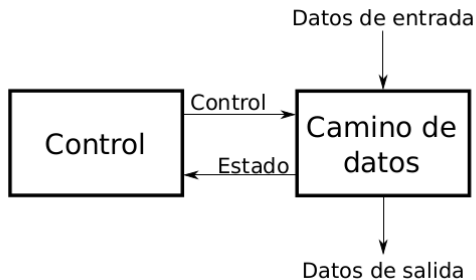 Datos de entrada
Control
Control
Camino de
datos
Estado
Datos de salida